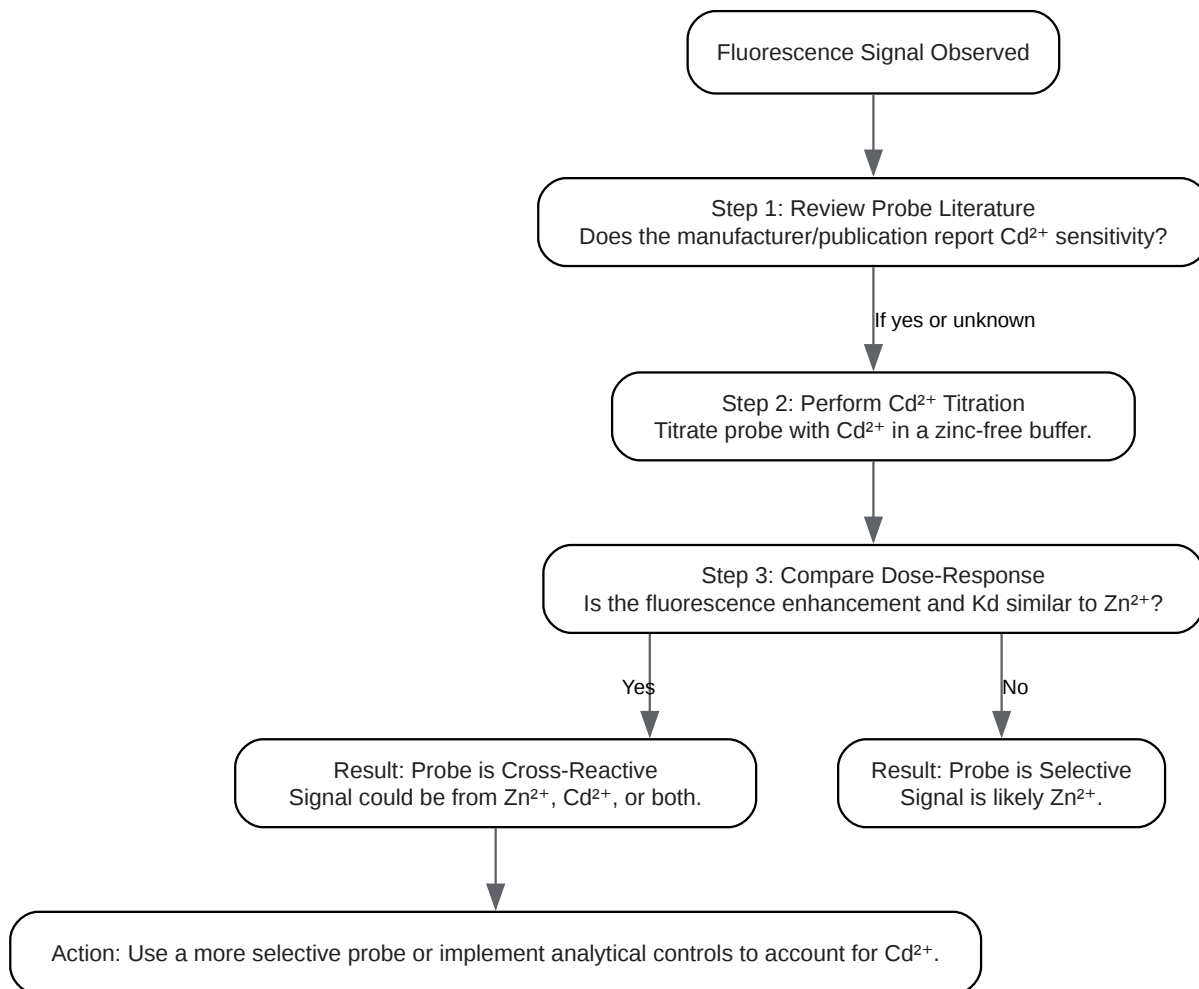 Fluorescence Signal Observed
Step 1: Review Probe Literature
Does the manufacturer/publication report Cd²⁺ sensitivity?
If yes or unknown
Step 2: Perform Cd²⁺ Titration
Titrate probe with Cd²⁺ in a zinc-free buffer.
Step 3: Compare Dose-Response
Is the fluorescence enhancement and Kd similar to Zn²⁺?
Yes
No
Result: Probe is Cross-Reactive
Signal could be from Zn²⁺, Cd²⁺, or both.
Result: Probe is Selective
Signal is likely Zn²⁺.
Action: Use a more selective probe or implement analytical controls to account for Cd²⁺.